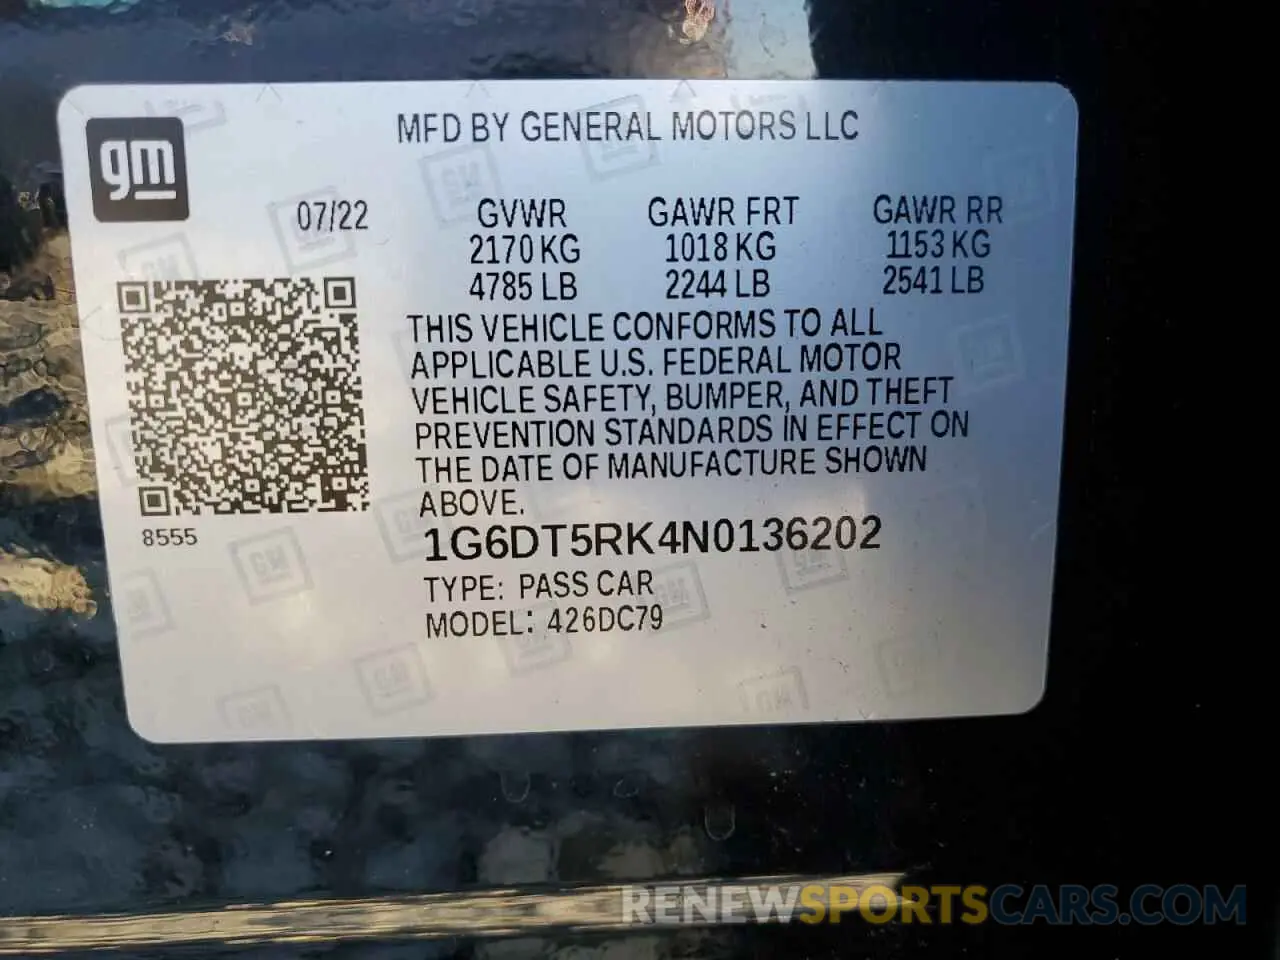 MFD BY GENERAL MOTORS LLC
gm
07/22
GVWR GAWR FRT GAWR RR
2170 KG 1018 KG 1153 KG
4785 LB 2244 LB 2541 LB
THIS VEHICLE CONFORMS TO ALL
APPLICABLE U.S. FEDERAL MOTOR
VEHICLE SAFETY, BUMPER, AND THEFT
PREVENTION STANDARDS IN EFFECT ON
THE DATE OF MANUFACTURE SHOWN
ABOVE.
8555
1G6DT5RK4N0136202
TYPE: PASS CAR
MODEL: 426DC79
RENEWSPORTSCARS.COM